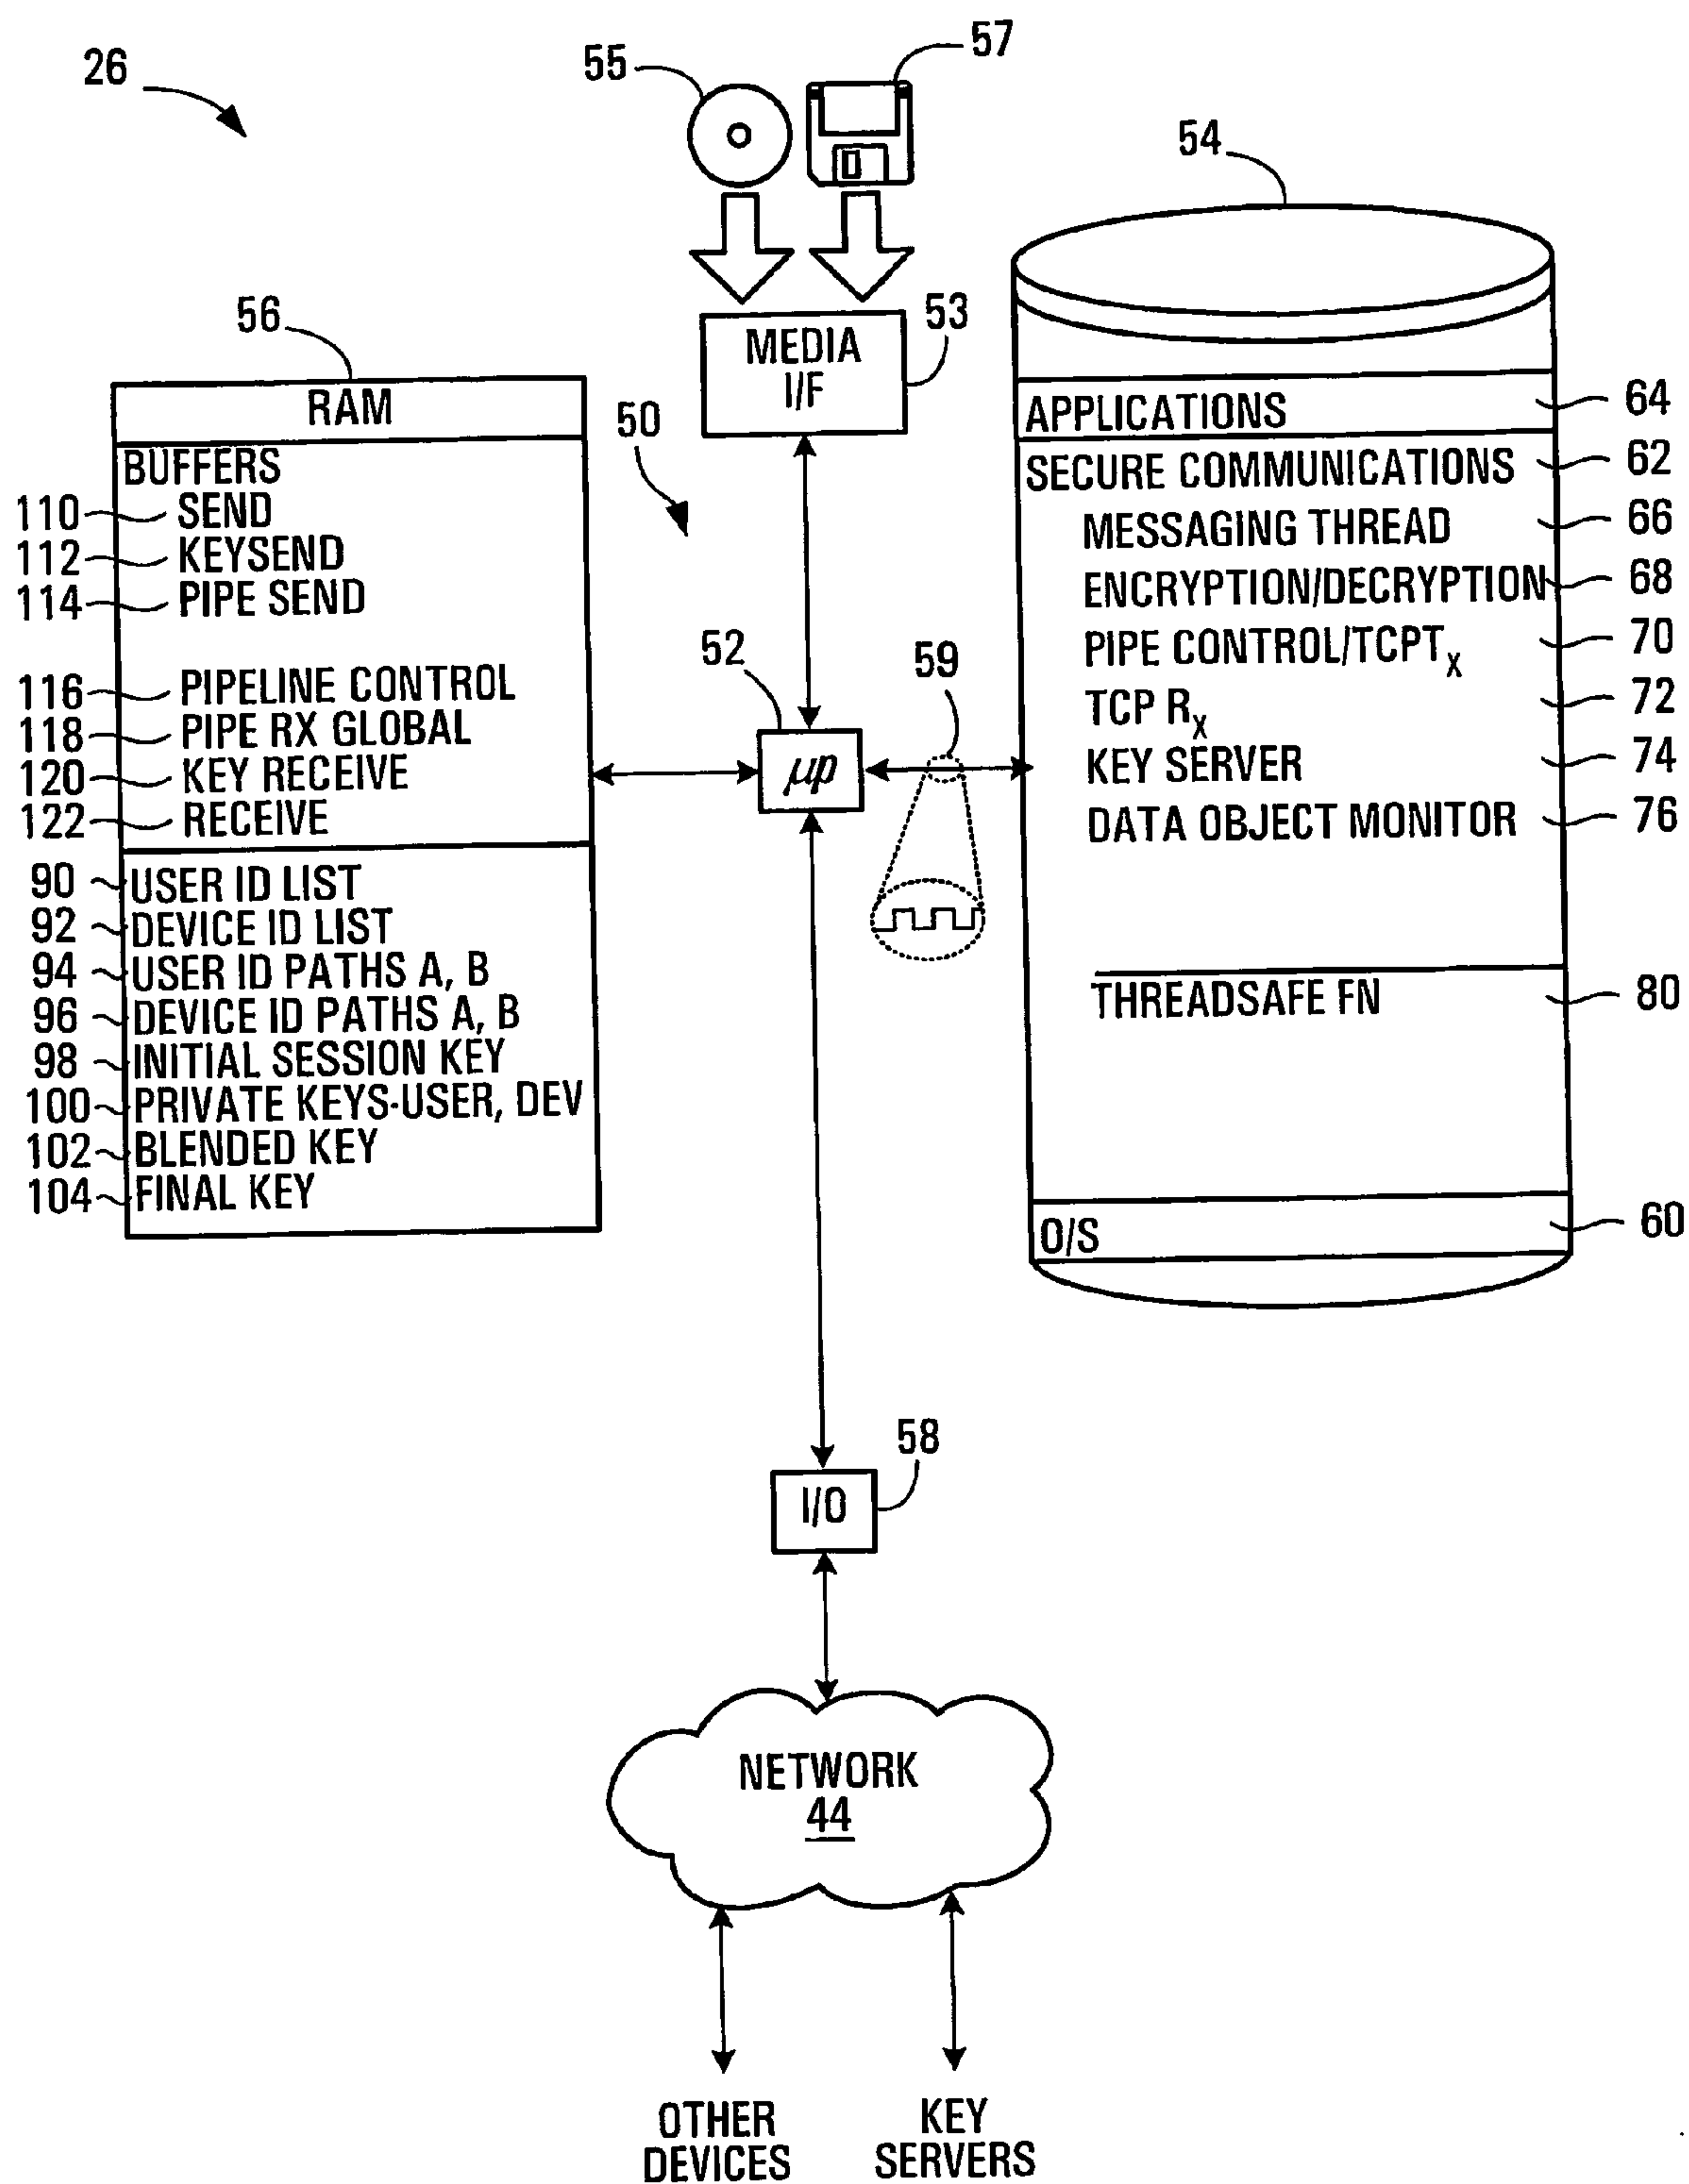 26
55
57
54
56
53
MEDIA
I/F
50
RAM
BUFFERS
110 SEND
112 KEYSEND
114 PIPE SEND
116 PIPELINE CONTROL
118 PIPE RX GLOBAL
120 KEY RECEIVE
122 RECEIVE
90 USER ID LIST
92 DEVICE ID LIST
94 USER ID PATHS A, B
96 DEVICE ID PATHS A, B
98 INITIAL SESSION KEY
100 PRIVATE KEYS-USER, DEV
102 BLENDED KEY
104 FINAL KEY
52
μp
59
APPLICATIONS 64
SECURE COMMUNICATIONS 62
MESSAGING THREAD 66
ENCRYPTION/DECRYPTION 68
PIPE CONTROL/TCPTX 70
TCP RX 72
KEY SERVER 74
DATA OBJECT MONITOR 76
THREADSAFE FN 80
O/S 60
58
I/O
NETWORK
44
OTHER
DEVICES
KEY
SERVERS